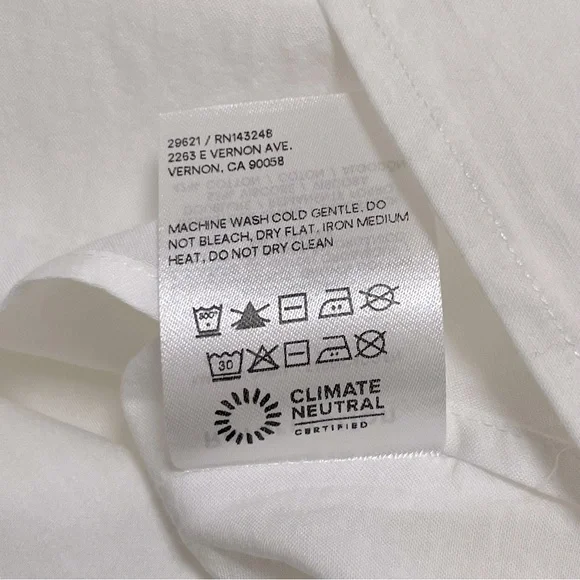 29621 / RN143248
2263 E VERNON AVE.
VERNON, CA 90058
MACHINE WASH COLD GENTLE, DO
NOT BLEACH, DRY FLAT, IRON MEDIUM
HEAT, DO NOT DRY CLEAN
30
CLIMATE
NEUTRAL
CERTIFIED